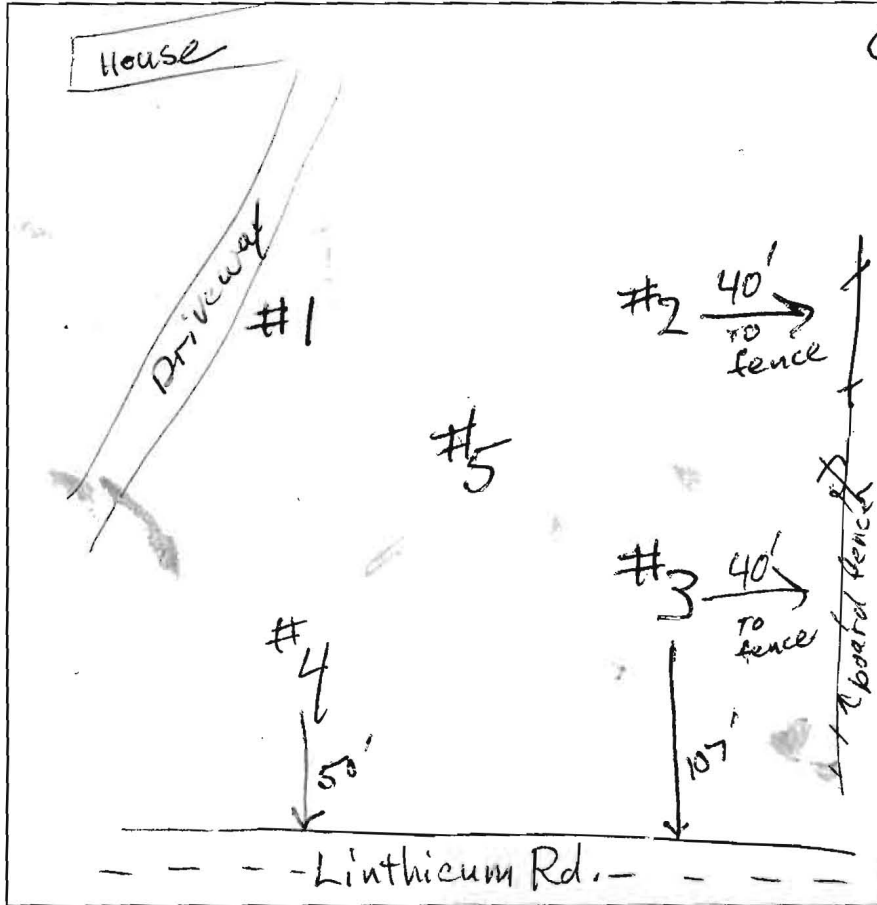 House
Driveway
#1
#2
40'
TO
fence
#5
#3
40'
TO
fence
board fence
#4
50'
107'
Linthicum Rd.